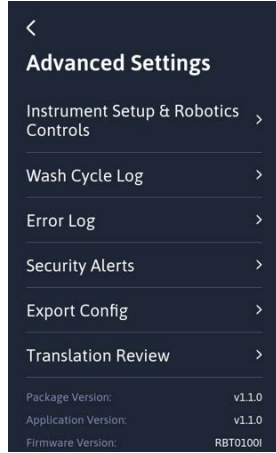 Advanced Settings
Instrument Setup & Robotics
Controls
Wash Cycle Log
Error Log
Security Alerts
Export Config
Translation Review
Package Version: v1.1.0
Application Version: v1.1.0
Firmware Version: RBT0100I